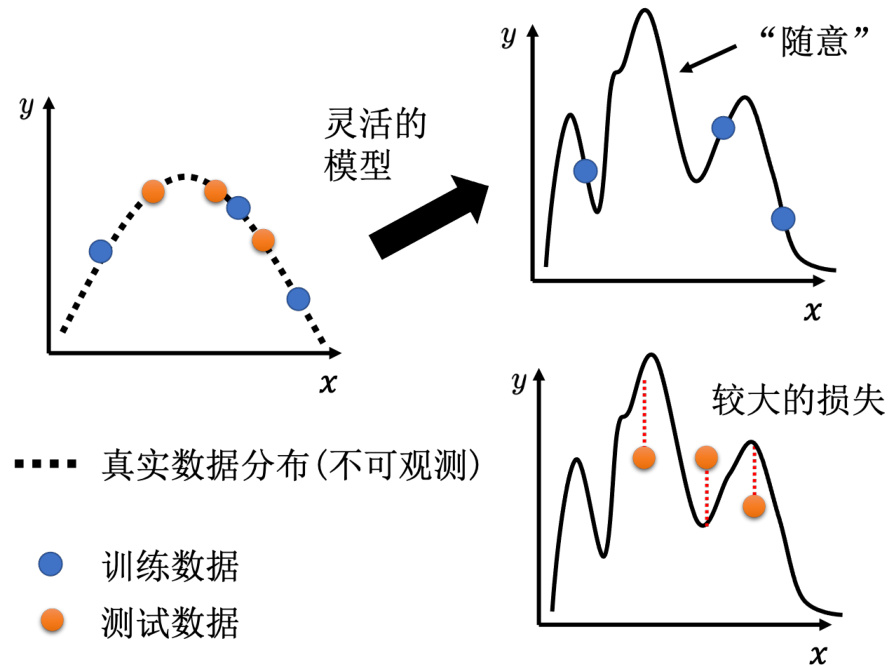 y
x
灵活的
模型
y
“随意”
x
y
较大的损失
x
真实数据分布(不可观测)
训练数据
测试数据